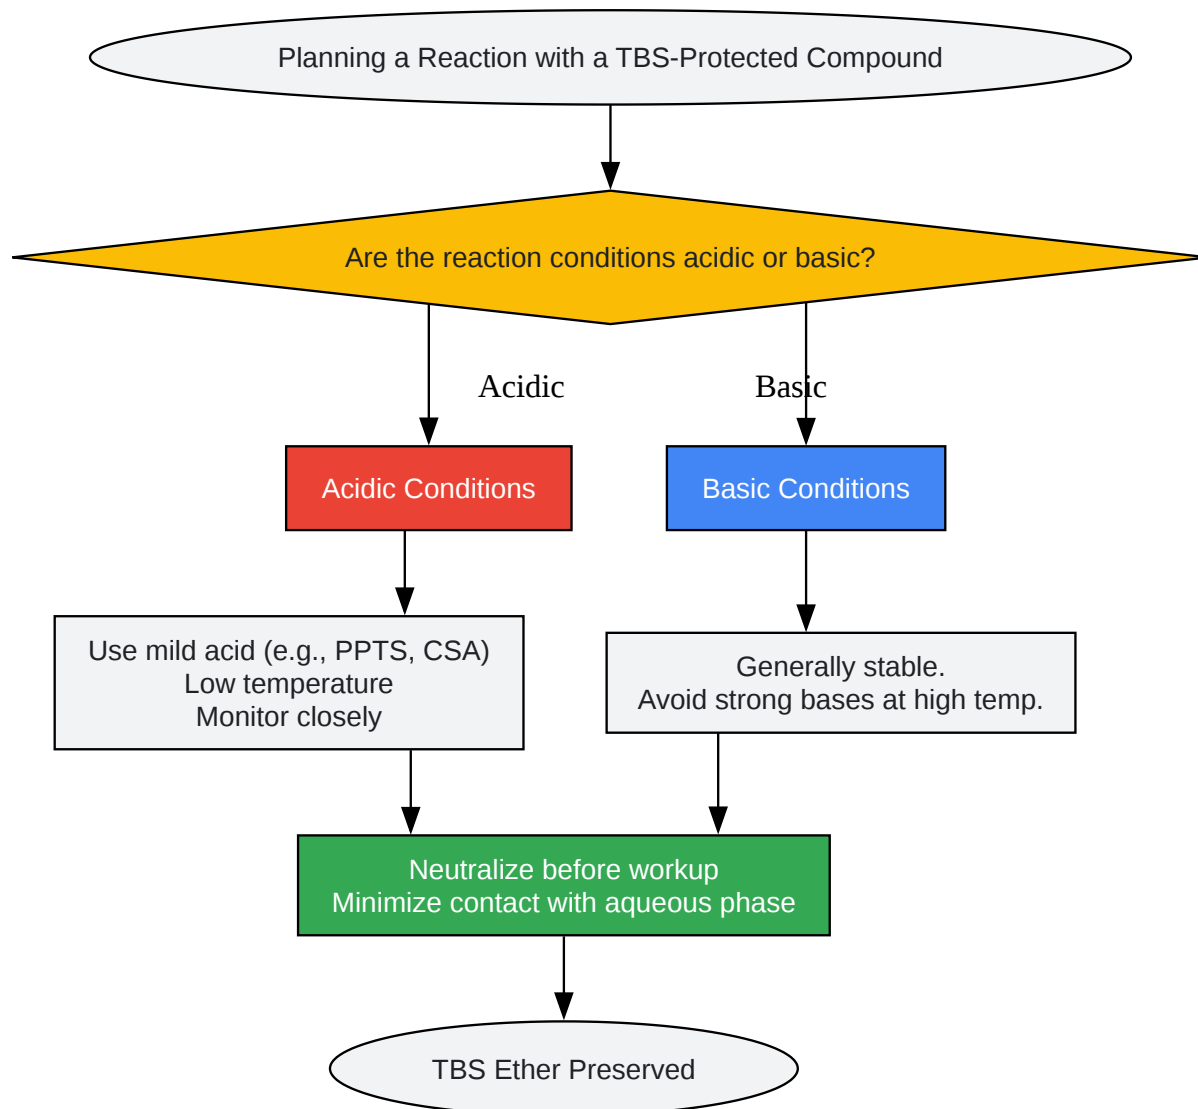 Planning a Reaction with a TBS-Protected Compound
Are the reaction conditions acidic or basic?
Acidic
Basic
Acidic Conditions
Basic Conditions
Use mild acid (e.g., PPTS, CSA)
Low temperature
Monitor closely
Generally stable.
Avoid strong bases at high temp.
Neutralize before workup
Minimize contact with aqueous phase
TBS Ether Preserved